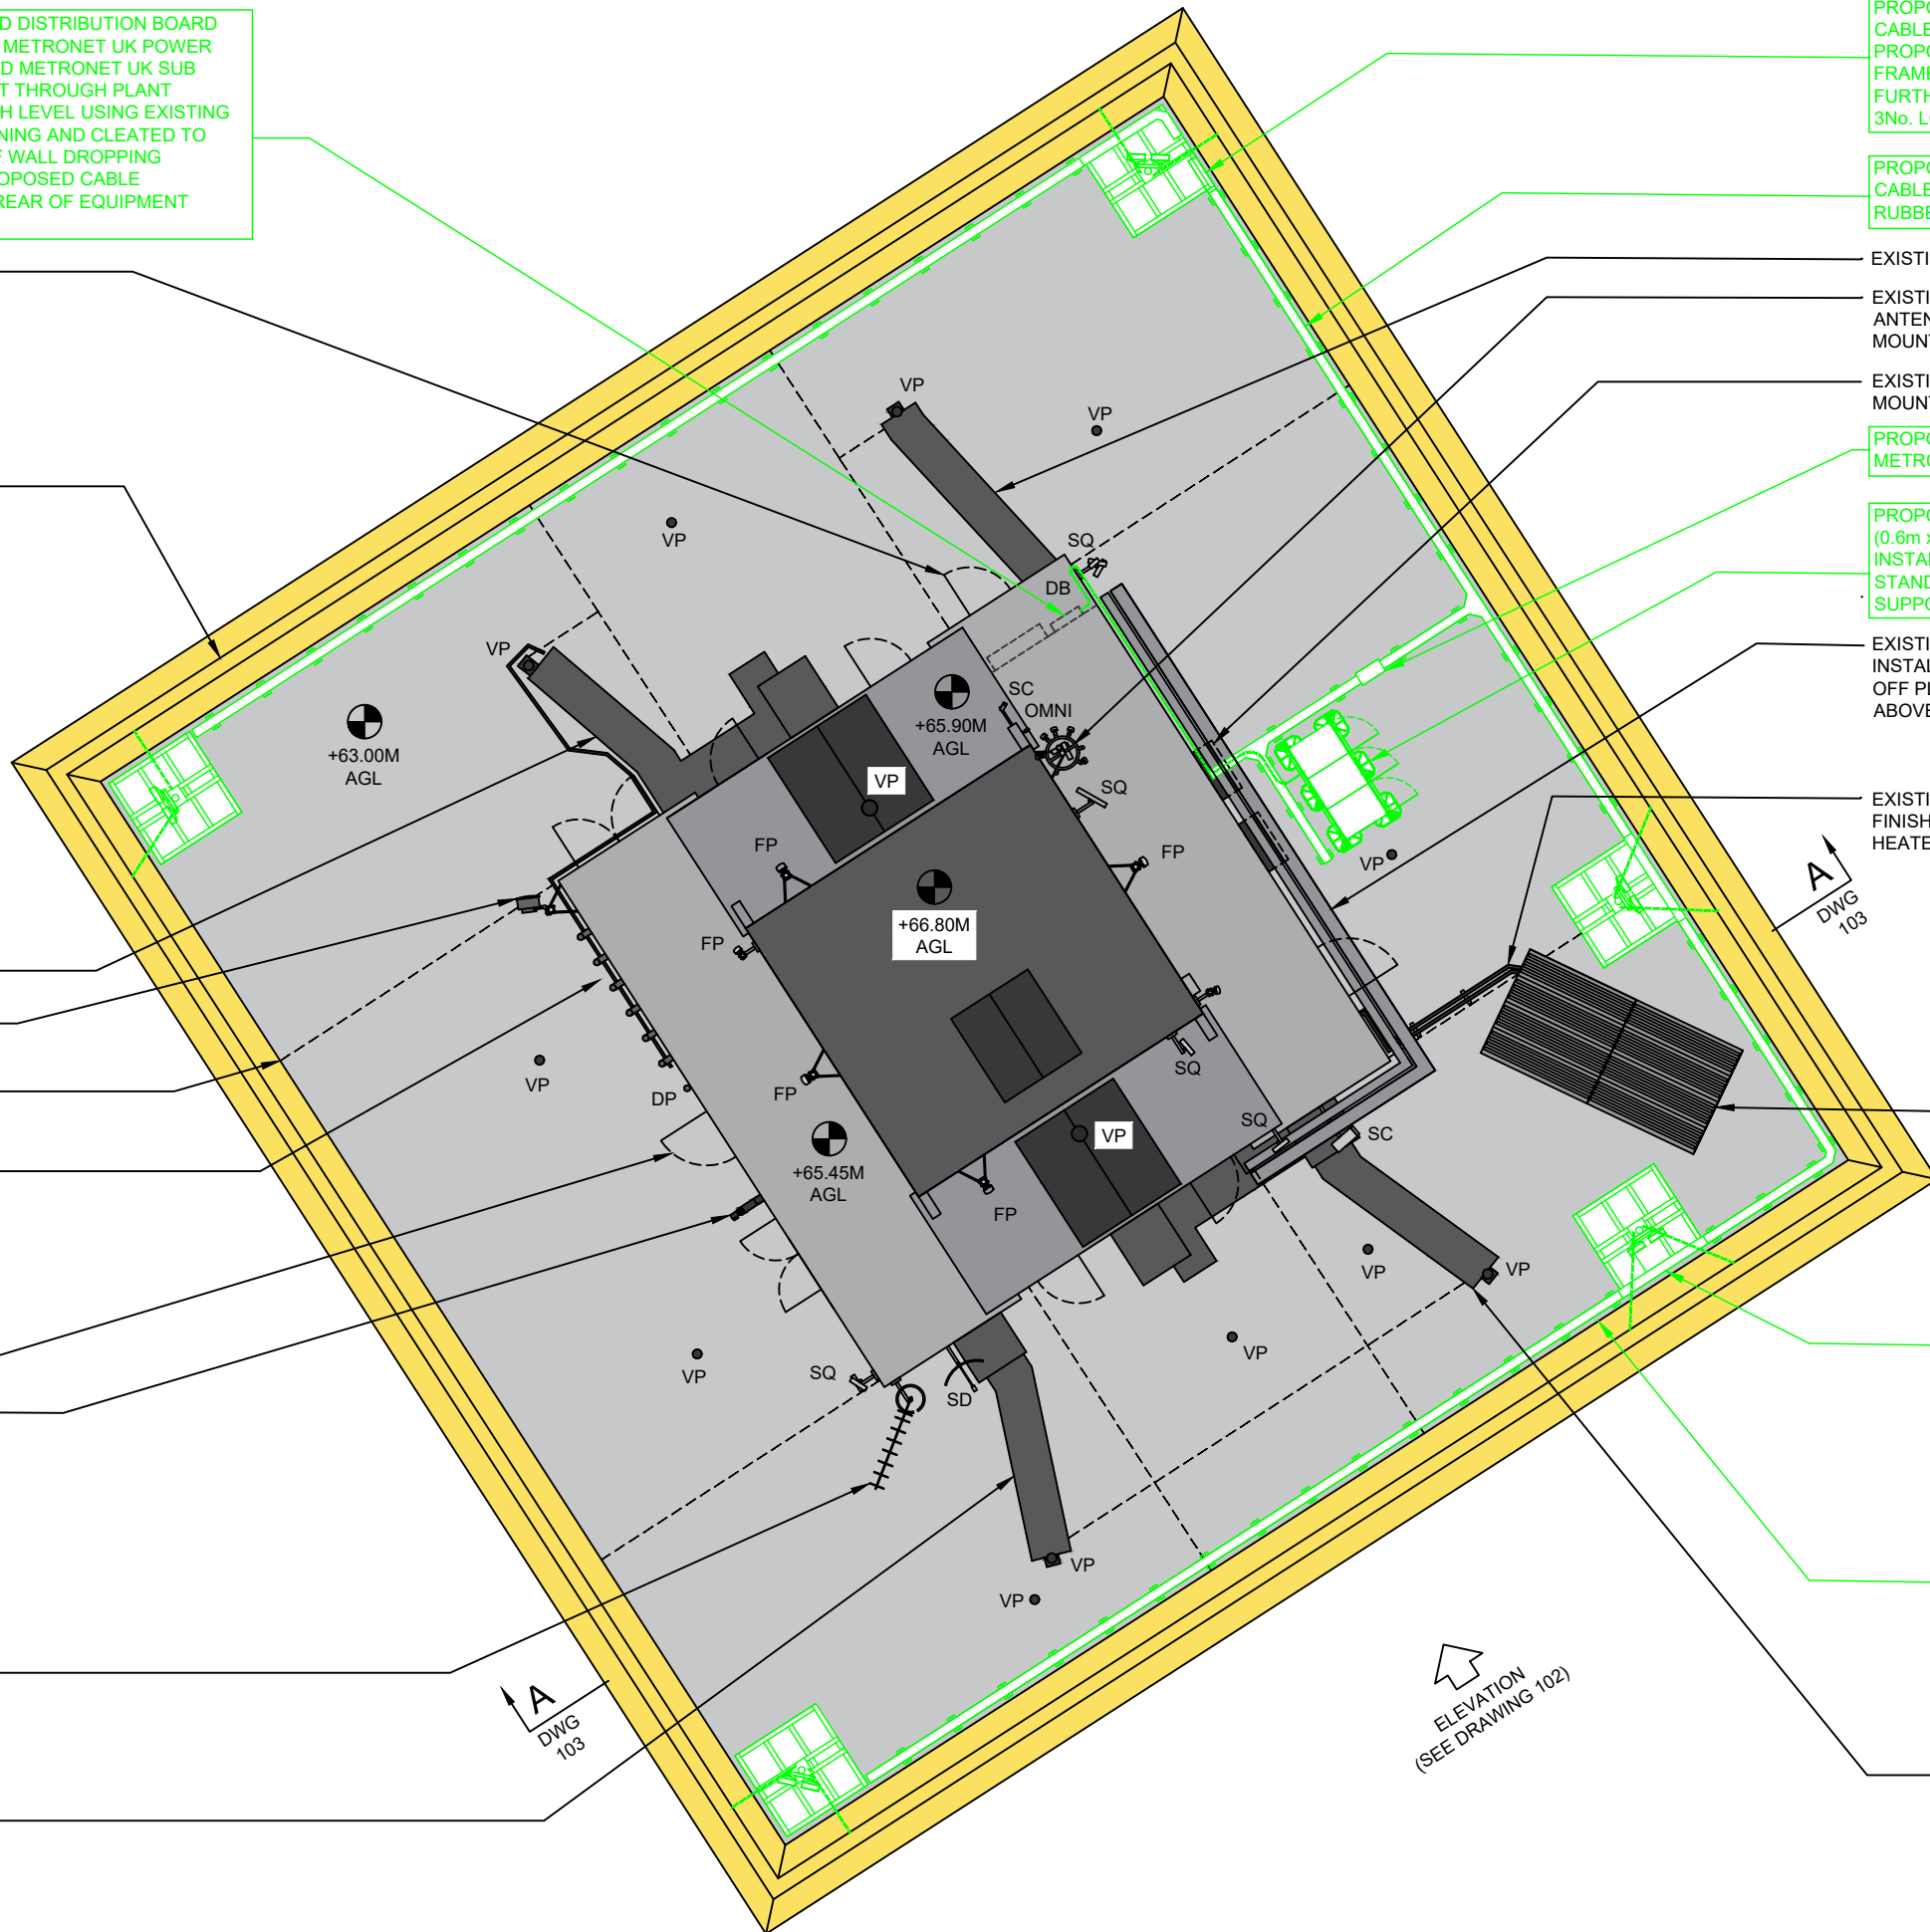 D DISTRIBUTION BOARD
METRONET UK POWER
D METRONET UK SUB
T THROUGH PLANT
H LEVEL USING EXISTING
NING AND CLEATED TO
F WALL DROPPING
OPOSED CABLE
REAR OF EQUIPMENT
PROPO
CABLE
PROPO
FRAME
FURTH
3No. L
PROPO
CABLE
RUBBE
EXISTI
EXISTI
ANTEN
MOUNT
EXISTI
MOUNT
PROPO
METRO
PROPO
(0.6m x
INSTAL
STAND
SUPPO
EXISTI
INSTAL
OFF PL
ABOVE
EXISTI
FINISH
HEATE
VP
VP
VP
SQ
DB
VP
SC
OMNI
+65.90M
AGL
+63.00M
AGL
VP
SQ
FP
FP
VP
A
DWG
103
+66.80M
AGL
FP
VP
DP
FP
SQ
SQ
SC
VP
+65.45M
AGL
FP
VP
VP
VP
VP
SQ
SD
VP
VP
A
DWG
103
ELEVATION
(SEE DRAWING 102)